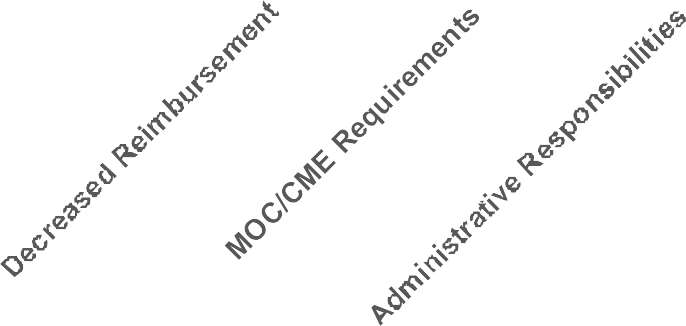 Decreased Reimbursement
MOC/CME Requirements
Administrative Responsibilities